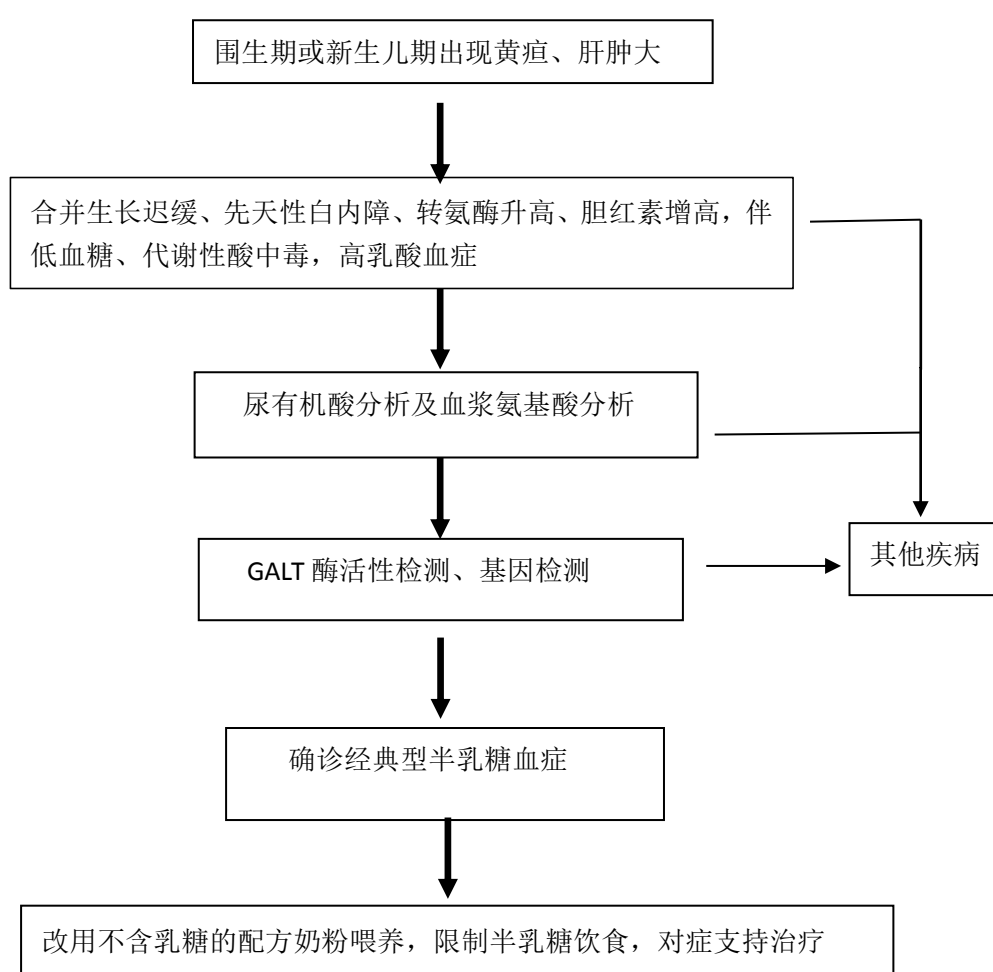 围生期或新生儿期出现黄疸、肝肿大
合并生长迟缓、先天性白内障、转氨酶升高、胆红素增高，伴
低血糖、代谢性酸中毒，高乳酸血症
尿有机酸分析及血浆氨基酸分析
GALT 酶活性检测、基因检测
其他疾病
确诊经典型半乳糖血症
改用不含乳糖的配方奶粉喂养，限制半乳糖饮食，对症支持治疗